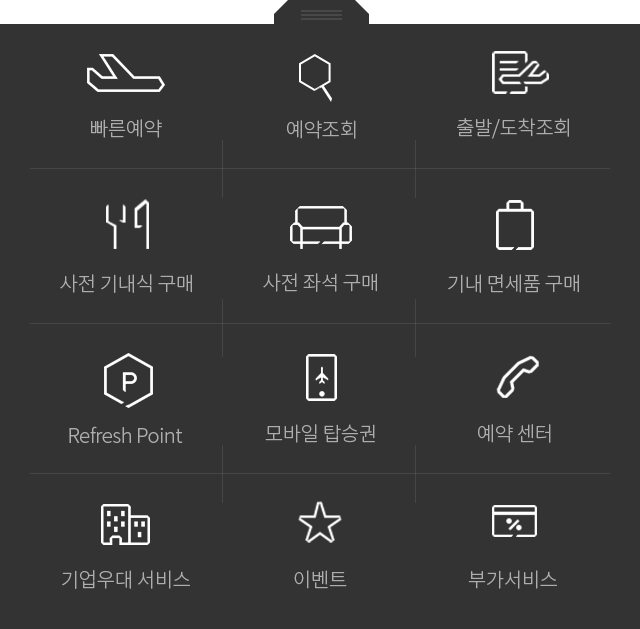 빠른예약
예약조회
출발/도착조회
사전 기내식 구매
사전 좌석 구매
기내 면세품 구매
P
Refresh Point
모바일 탑승권
예약 센터
기업우대 서비스
이벤트
부가서비스